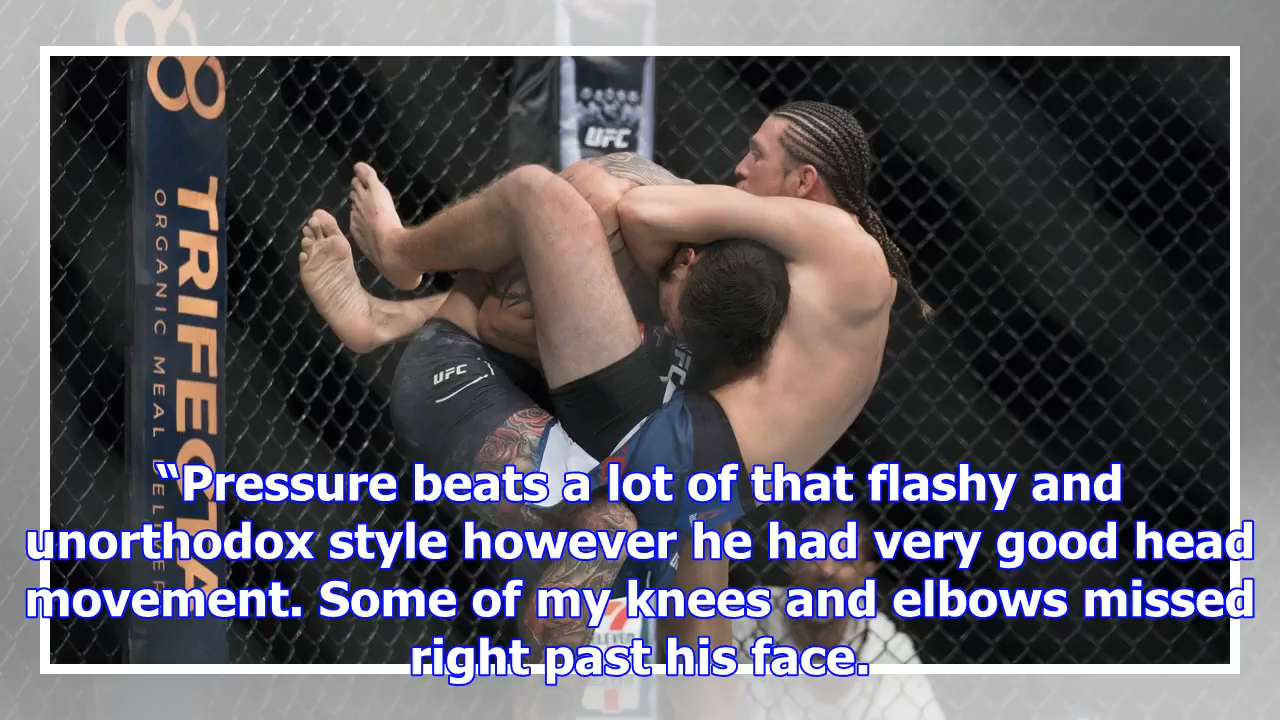 UFC
TRIFECTA
ORGANIC MEAL DELIVER
UFC
“Pressure beats a lot of that flashy and
unorthodox style however he had very good head
movement. Some of my knees and elbows missed
right past his face.